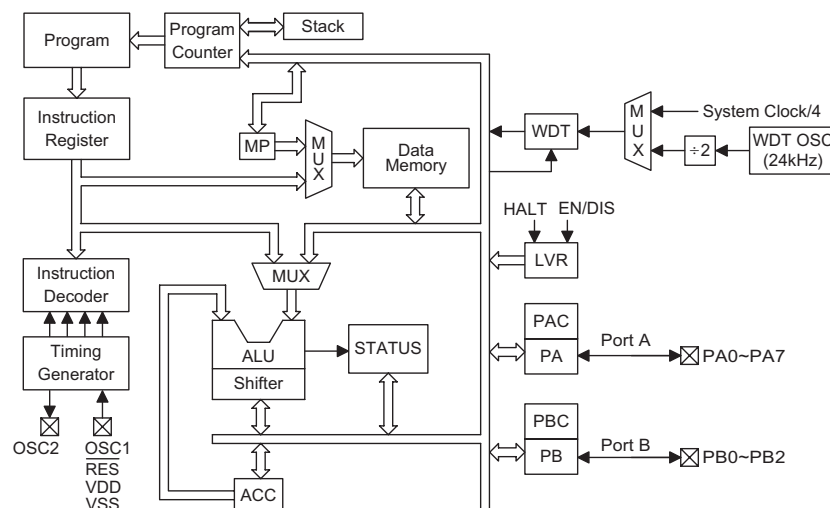 Program
Program
Counter
Stack
Instruction
Register
MP
M
U
X
Data
Memory
WDT
M
U
X
System Clock/4
÷2
WDT OSC
(24kHz)
HALT
EN/DIS
LVR
Instruction
Decoder
MUX
Timing
Generator
ALU
Shifter
STATUS
PAC
PA
Port A
PA0~PA7
PBC
PB
Port B
PB0~PB2
OSC2
OSC1
RES
VDD
VSS
ACC